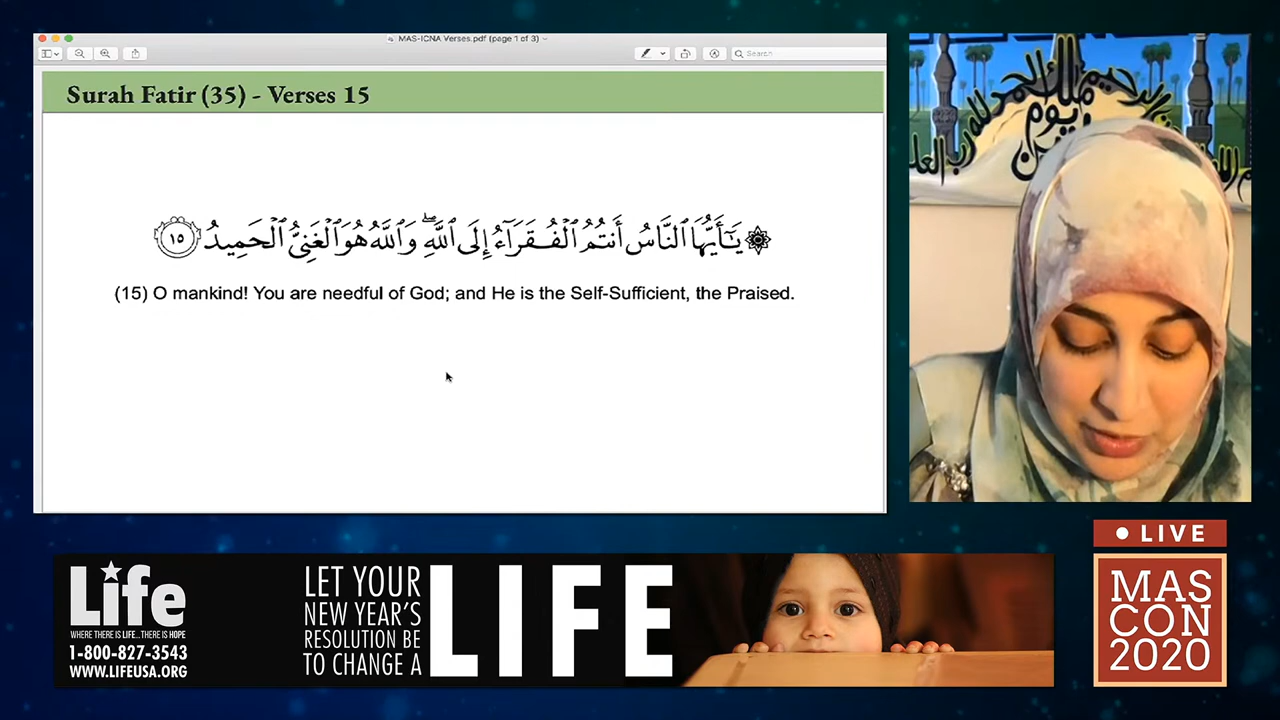 MAS-ICNA Verses.pdf (page 1 of 3)
Search
Surah Fatir (35) - Verses 15
۞ يَـٰٓأَيُّهَا ٱلنَّاسُ أَنتُمُ ٱلْفُقَرَآءُ إِلَى ٱللَّهِ ۖ وَٱللَّهُ هُوَ ٱلْغَنِىُّ ٱلْحَمِيدُ ١٥
(15) O mankind! You are needful of God; and He is the Self-Sufficient, the Praised.
Life
WHERE THERE IS LIFE...THERE IS HOPE
1-800-827-3543
WWW.LIFEUSA.ORG
LET YOUR
NEW YEAR'S
RESOLUTION BE
TO CHANGE A
LIFE
LIVE
MAS
CON
2020